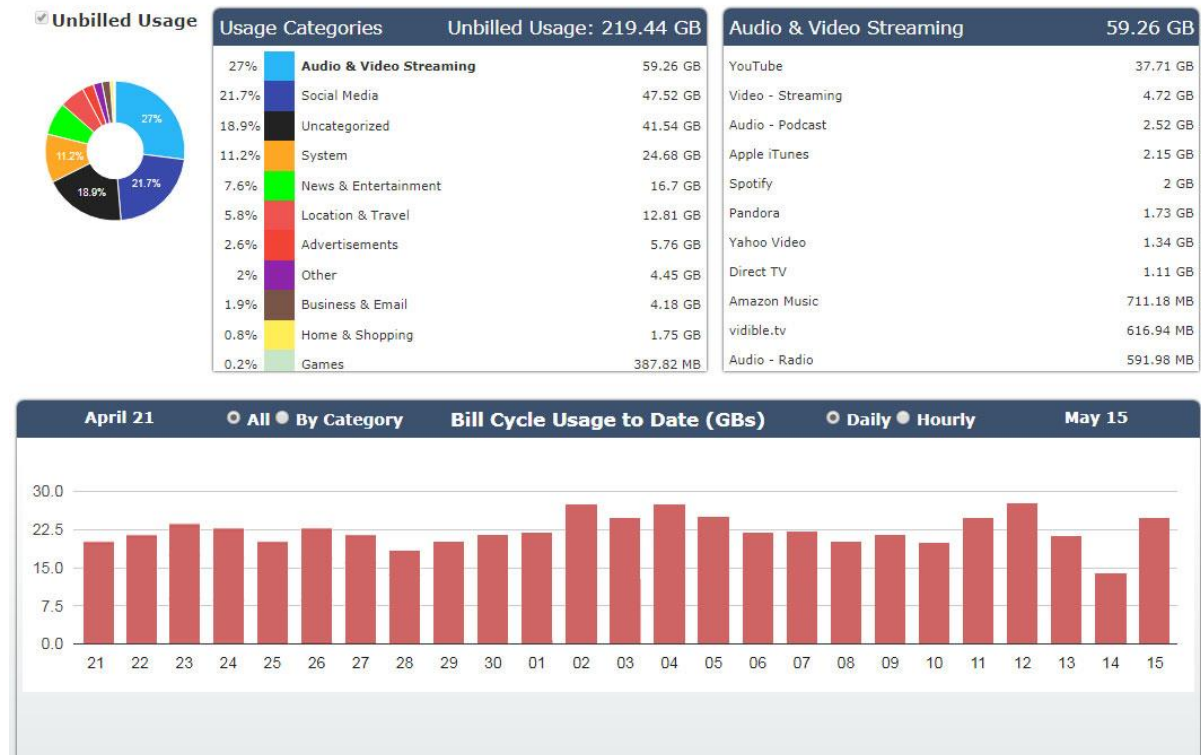 Unbilled Usage
27%
11.2%
18.9%
21.7%
Usage Categories Unbilled Usage: 219.44 GB
27% Audio & Video Streaming 59.26 GB
21.7% Social Media 47.52 GB
18.9% Uncategorized 41.54 GB
11.2% System 24.68 GB
7.6% News & Entertainment 16.7 GB
5.8% Location & Travel 12.81 GB
2.6% Advertisements 5.76 GB
2% Other 4.45 GB
1.9% Business & Email 4.18 GB
0.8% Home & Shopping 1.75 GB
0.2% Games 387.82 MB
Audio & Video Streaming 59.26 GB
YouTube 37.71 GB
Video - Streaming 4.72 GB
Audio - Podcast 2.52 GB
Apple iTunes 2.15 GB
Spotify 2 GB
Pandora 1.73 GB
Yahoo Video 1.34 GB
Direct TV 1.11 GB
Amazon Music 711.18 MB
vidible.tv 616.94 MB
Audio - Radio 591.98 MB
April 21 All By Category Bill Cycle Usage to Date (GBs) Daily Hourly May 15
30.0
22.5
15.0
7.5
0.0
21 22 23 24 25 26 27 28 29 30 01 02 03 04 05 06 07 08 09 10 11 12 13 14 15